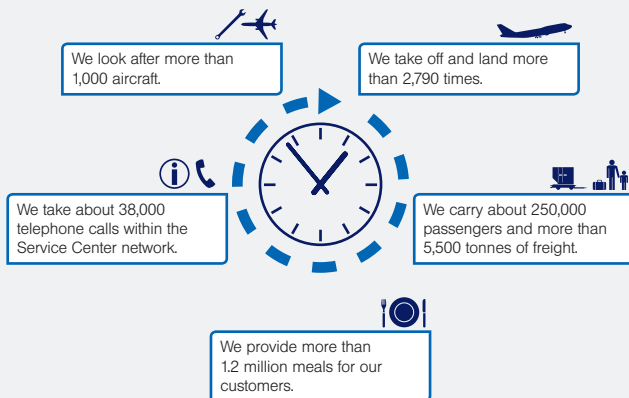 We look after more than
1,000 aircraft.
We take off and land more
than 2,790 times.
We take about 38,000
telephone calls within the
Service Center network.
We carry about 250,000
passengers and more than
5,500 tonnes of freight.
We provide more than
1.2 million meals for our
customers.